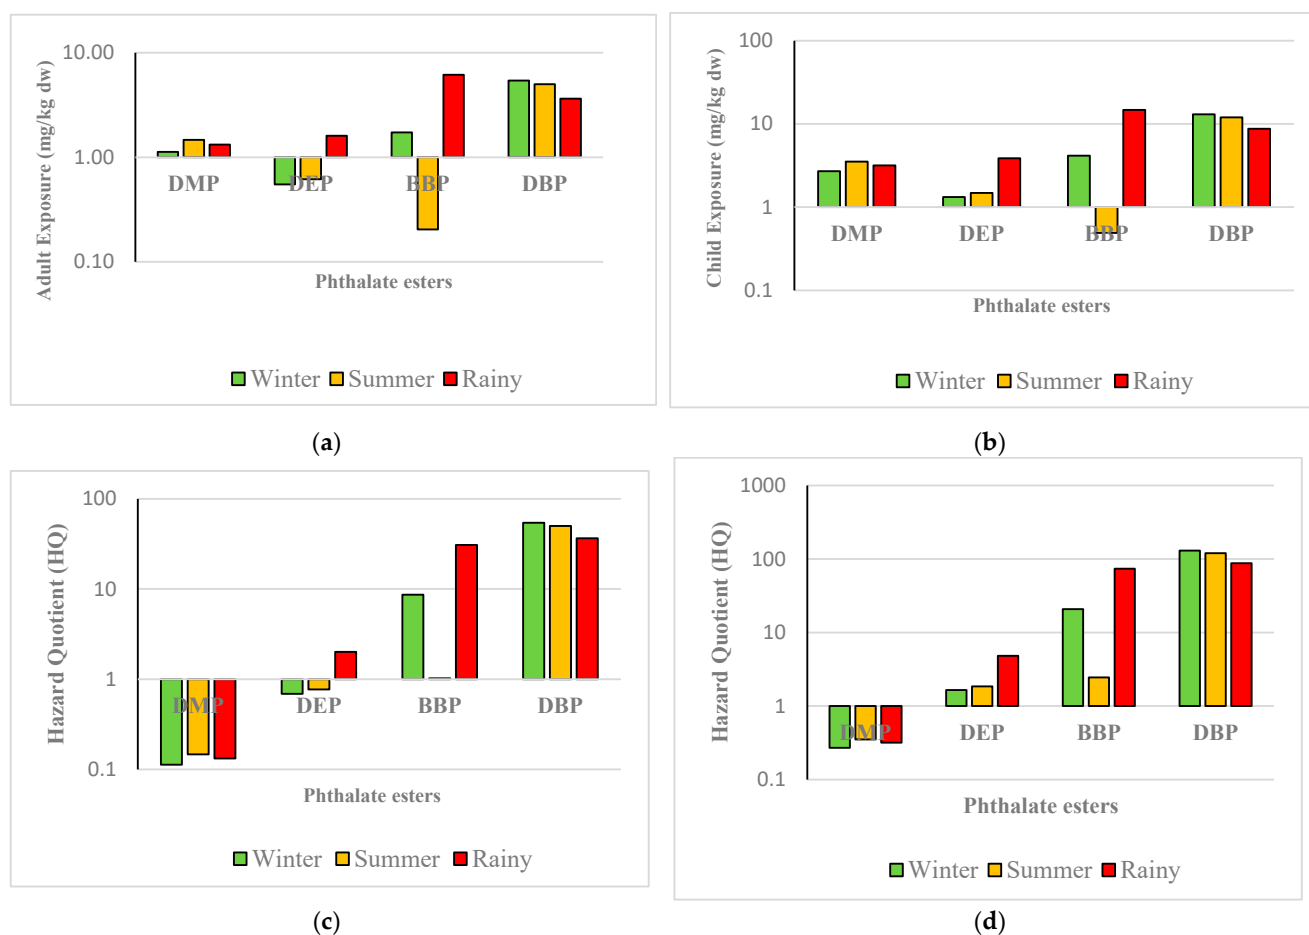 Adult Exposure (mg/kg dw)
10.00
1.00
0.10
DMP DEP BBP DBP
Phthalate esters
Winter Summer Rainy
(a)
Child Exposure (mg/kg dw)
100
10
1
0.1
DMP DEP BBP DBP
Phthalate esters
Winter Summer Rainy
(b)
Hazard Quotient (HQ)
100
10
1
0.1
DMP DEP BBP DBP
Phthalate esters
Winter Summer Rainy
(c)
Hazard Quotient (HQ)
1000
100
10
1
0.1
DMP DEP BBP DBP
Phthalate esters
Winter Summer Rainy
(d)